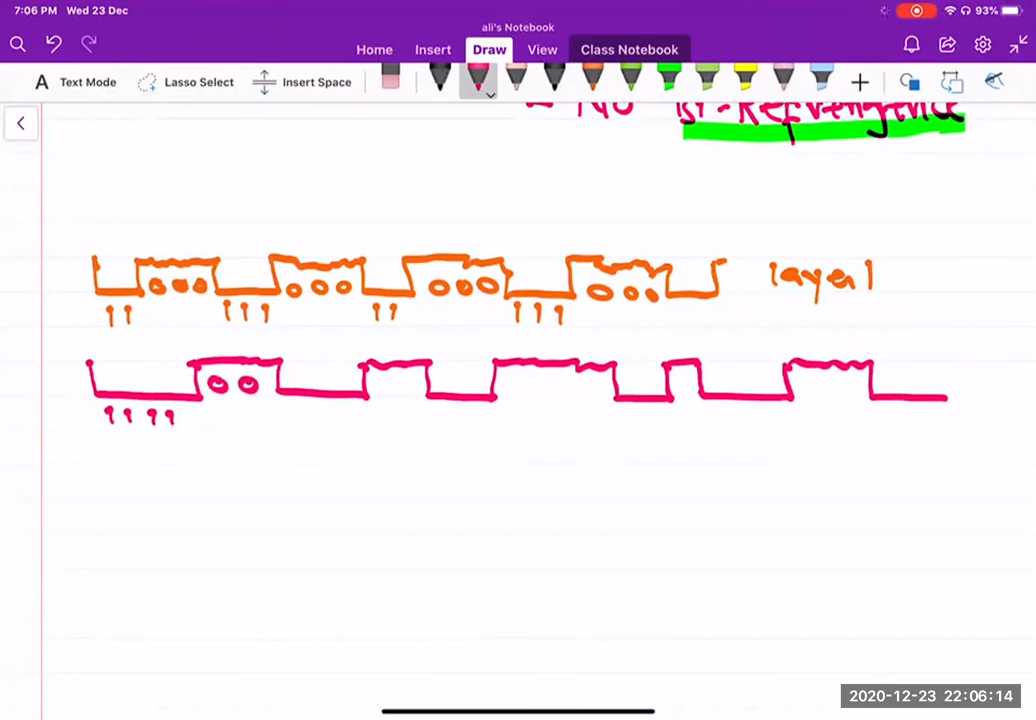 7:06 PM Wed 23 Dec
93%
ali's Notebook
Home Insert Draw View Class Notebook
Text Mode Lasso Select Insert Space
layer 1
2020-12-23 22:06:14